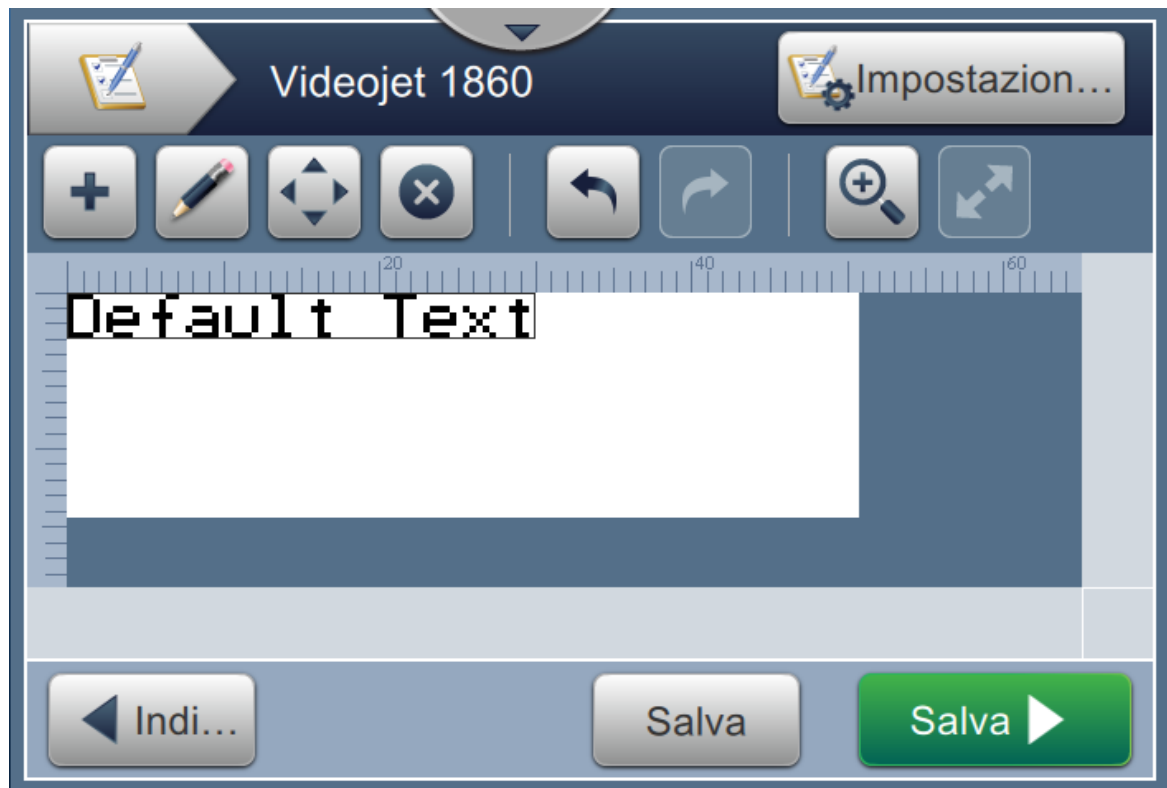 Videojet 1860
Impostazion...
20 40 60
Default Text
Indi...
Salva
Salva